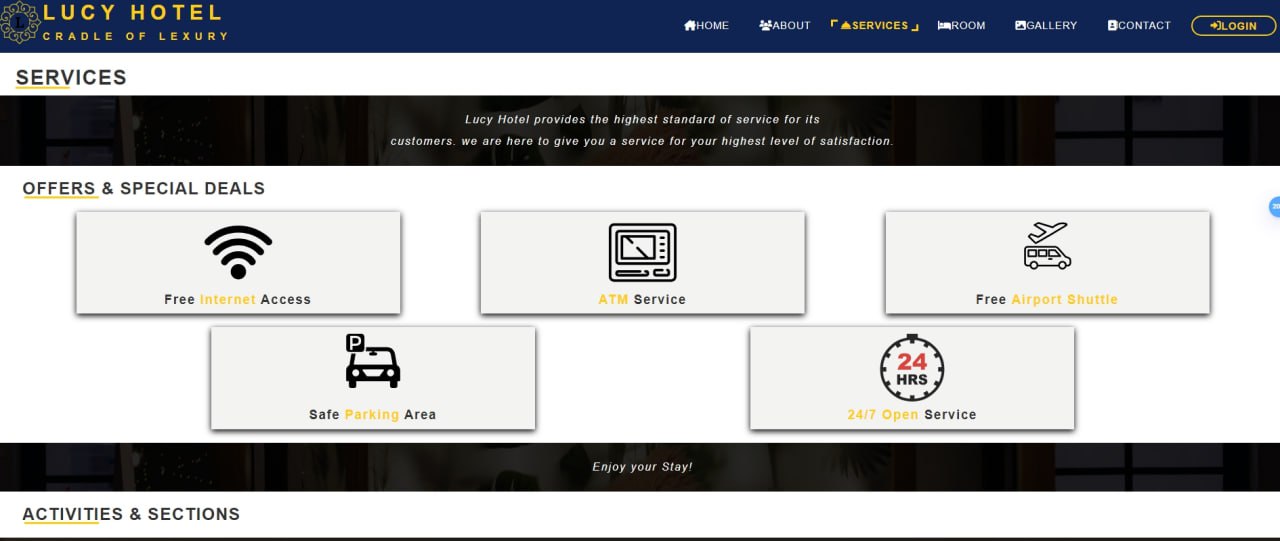 LUCY HOTEL
CRADLE OF LEXURY
HOME ABOUT SERVICES ROOM GALLERY CONTACT LOGIN
SERVICES
Lucy Hotel provides the highest standard of service for its
customers. we are here to give you a service for your highest level of satisfaction.
OFFERS & SPECIAL DEALS
Free Internet Access
ATM Service
Free Airport Shuttle
P
Safe Parking Area
24
HRS
24/7 Open Service
Enjoy your Stay!
ACTIVITIES & SECTIONS